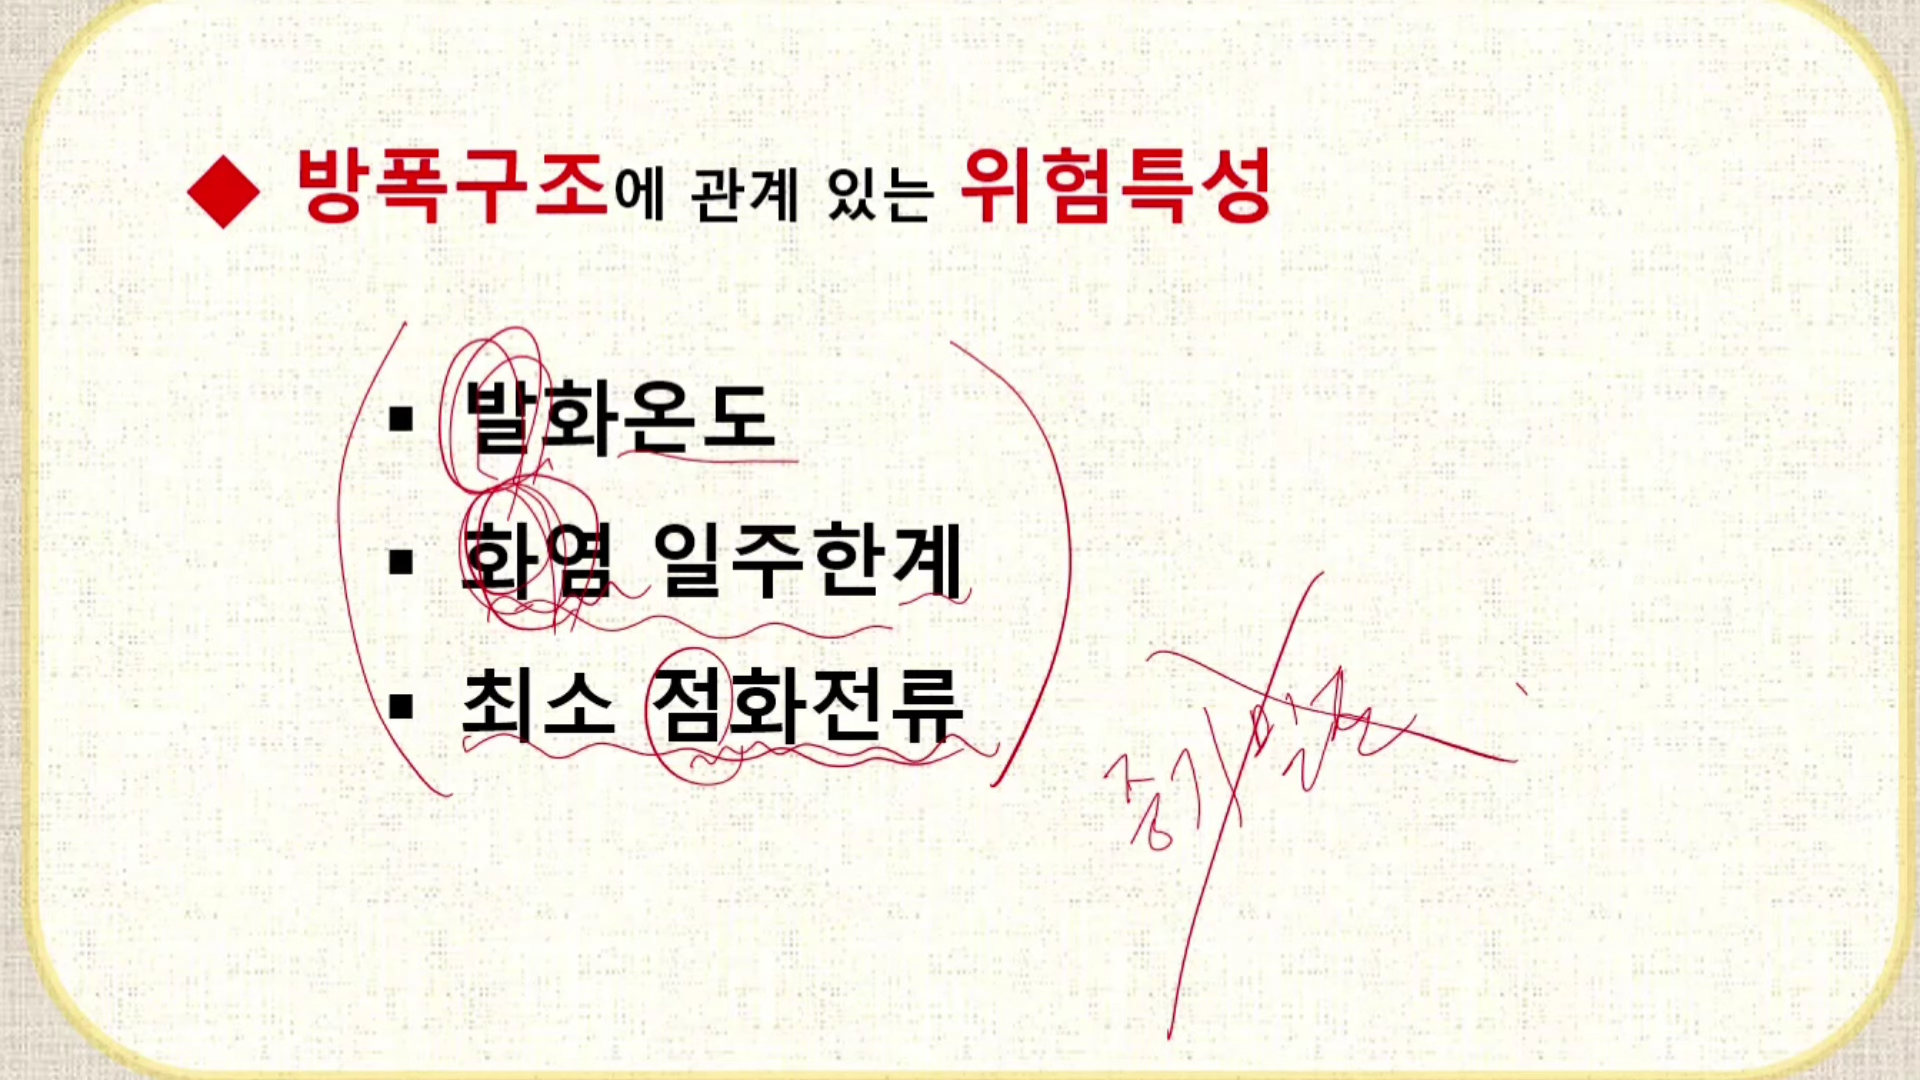 ◆ 방폭구조에 관계 있는 위험특성
▪ 발화온도
▪ 화염 일주한계
▪ 최소 점화전류